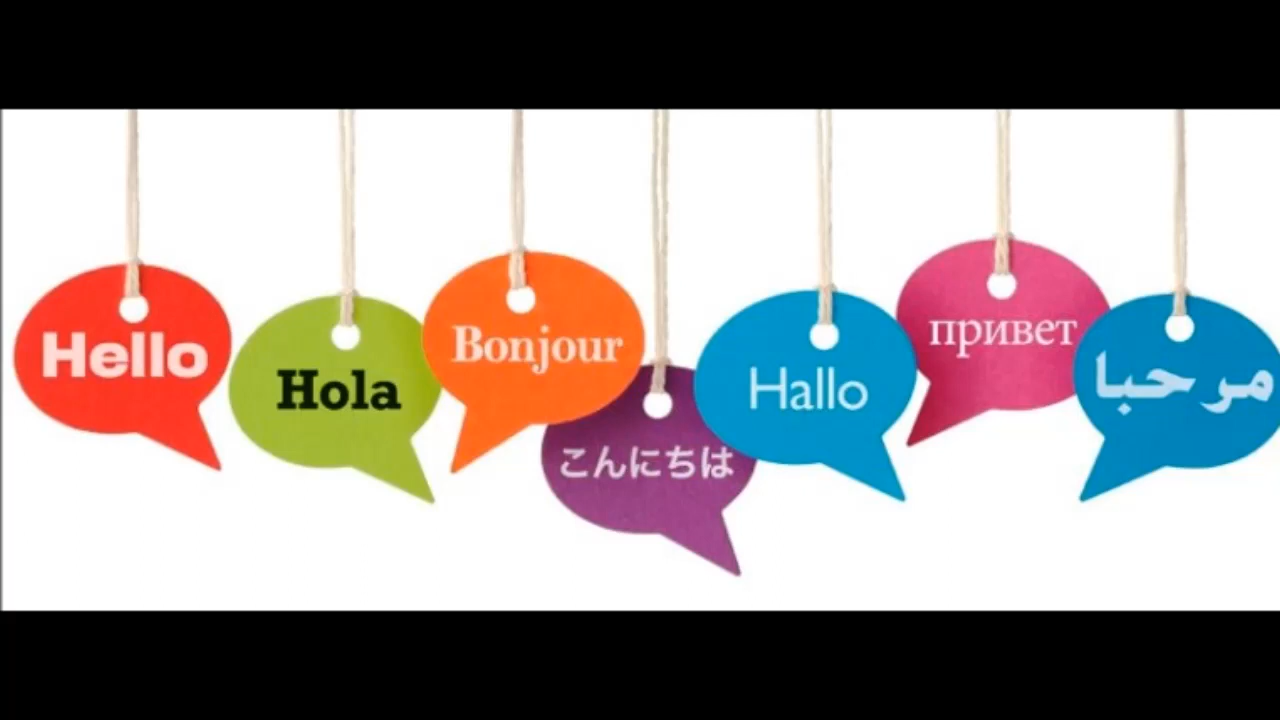 Hello
Hola
Bonjour
こんにちは
Hallo
привет
مرحبا